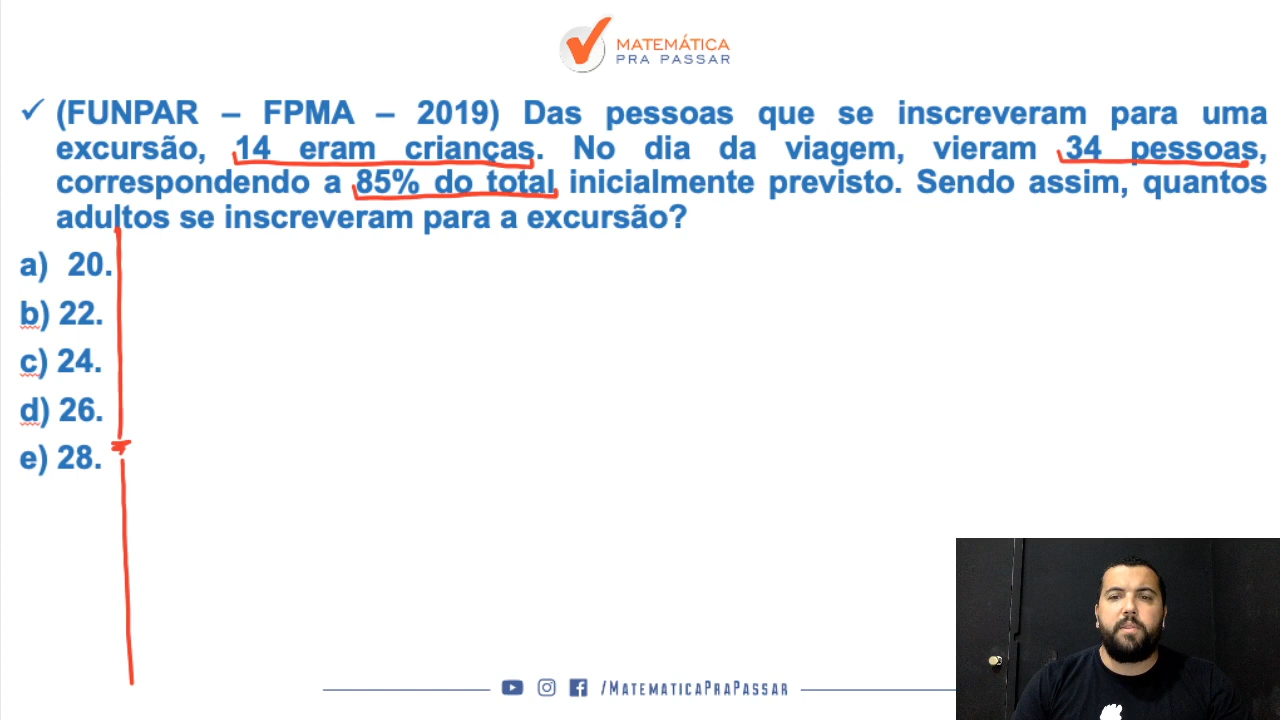 MATEMÁTICA
PRA PASSAR
✓ (FUNPAR – FPMA – 2019) Das pessoas que se inscreveram para uma
excursão, 14 eram crianças. No dia da viagem, vieram 34 pessoas,
correspondendo a 85% do total inicialmente previsto. Sendo assim, quantos
adultos se inscreveram para a excursão?
a) 20.
b) 22.
c) 24.
d) 26.
e) 28.
/MATEMATICAPRAPASSAR